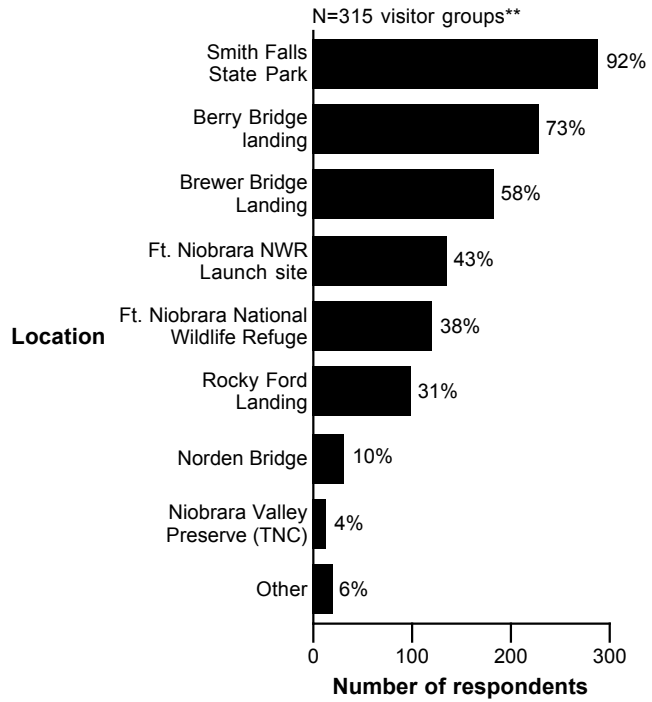 N=315 visitor groups**
Smith Falls
State Park
92%
Berry Bridge
landing
73%
Brewer Bridge
Landing
58%
Ft. Niobrara NWR
Launch site
43%
Location
Ft. Niobrara National
Wildlife Refuge
38%
Rocky Ford
Landing
31%
Norden Bridge
10%
Niobrara Valley
Preserve (TNC)
4%
Other
6%
0 100 200 300
Number of respondents